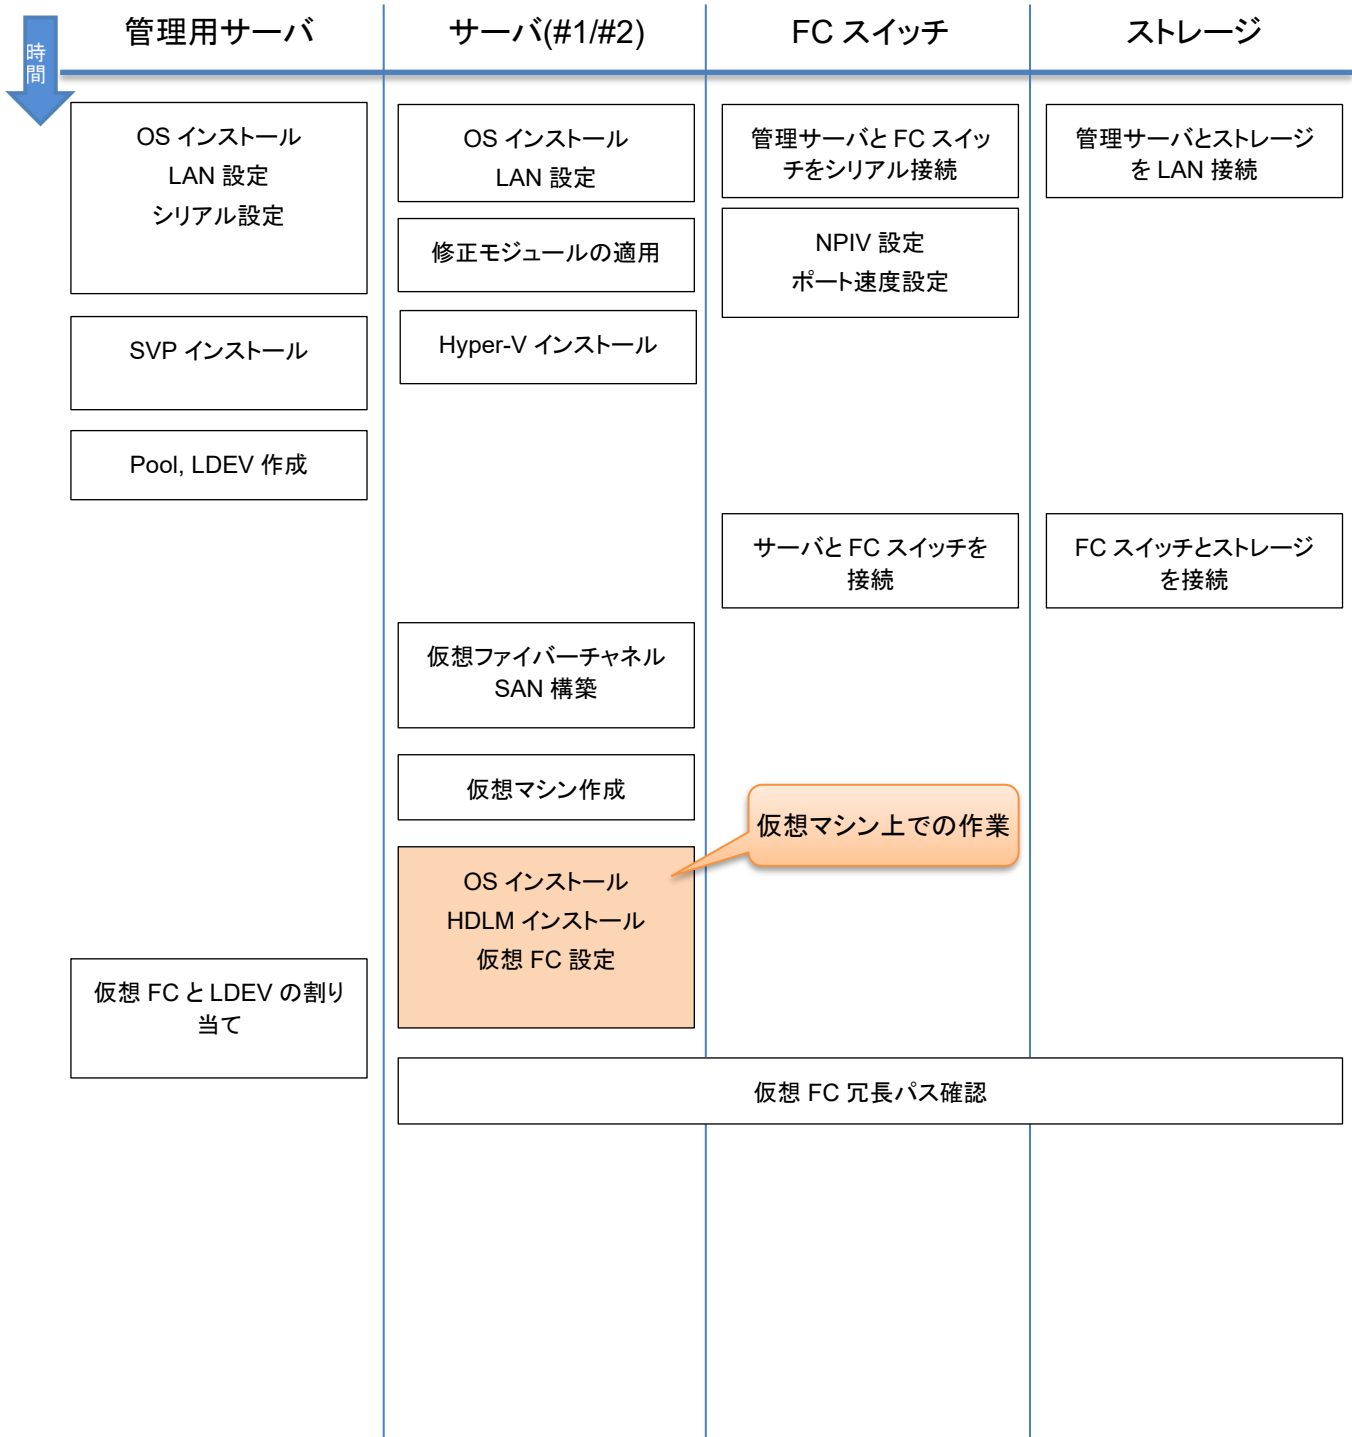 時
間
管理用サーバ
サーバ(#1/#2)
FC スイッチ
ストレージ
OS インストール
LAN 設定
シリアル設定
OS インストール
LAN 設定
管理サーバと FC スイッ
チをシリアル接続
管理サーバとストレージ
を LAN 接続
修正モジュールの適用
NPIV 設定
ポート速度設定
SVP インストール
Hyper-V インストール
Pool, LDEV 作成
サーバと FC スイッチを
接続
FC スイッチとストレージ
を接続
仮想ファイバーチャネル
SAN 構築
仮想マシン作成
仮想マシン上での作業
OS インストール
HDLM インストール
仮想 FC 設定
仮想 FC と LDEV の割り
当て
仮想 FC 冗長パス確認